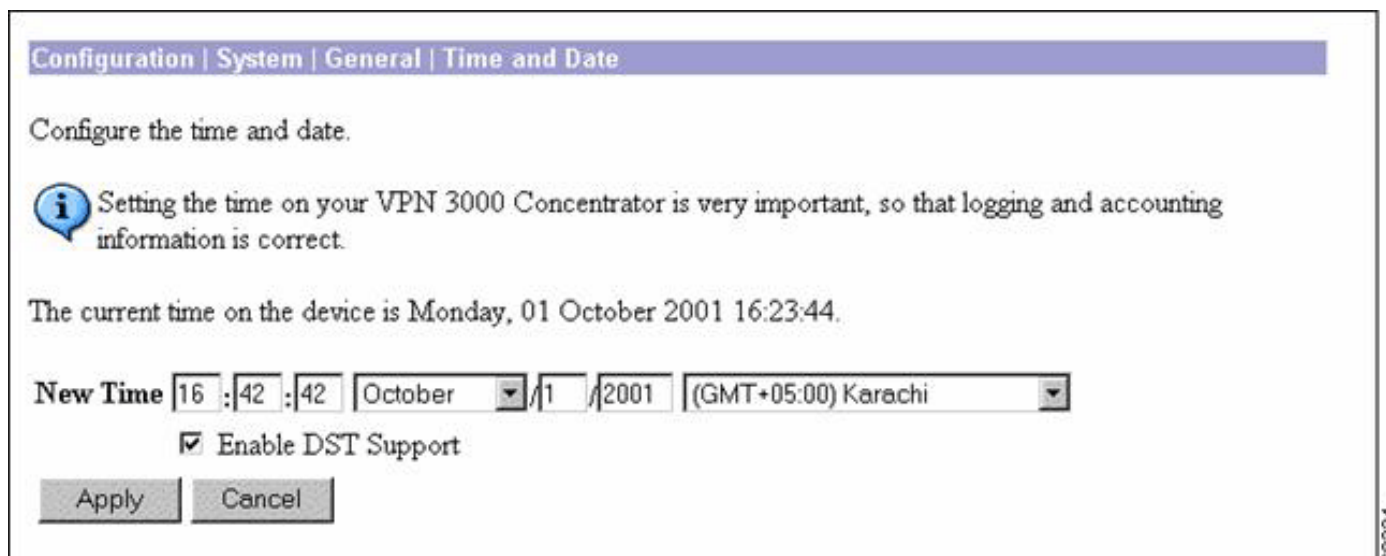 Configuration | System | General | Time and Date
Configure the time and date.
Setting the time on your VPN 3000 Concentrator is very important, so that logging and accounting
information is correct.
The current time on the device is Monday, 01 October 2001 16:23:44.
New Time 16 : 42 : 42 October / 1 / 2001 (GMT+05:00) Karachi
Enable DST Support
Apply Cancel